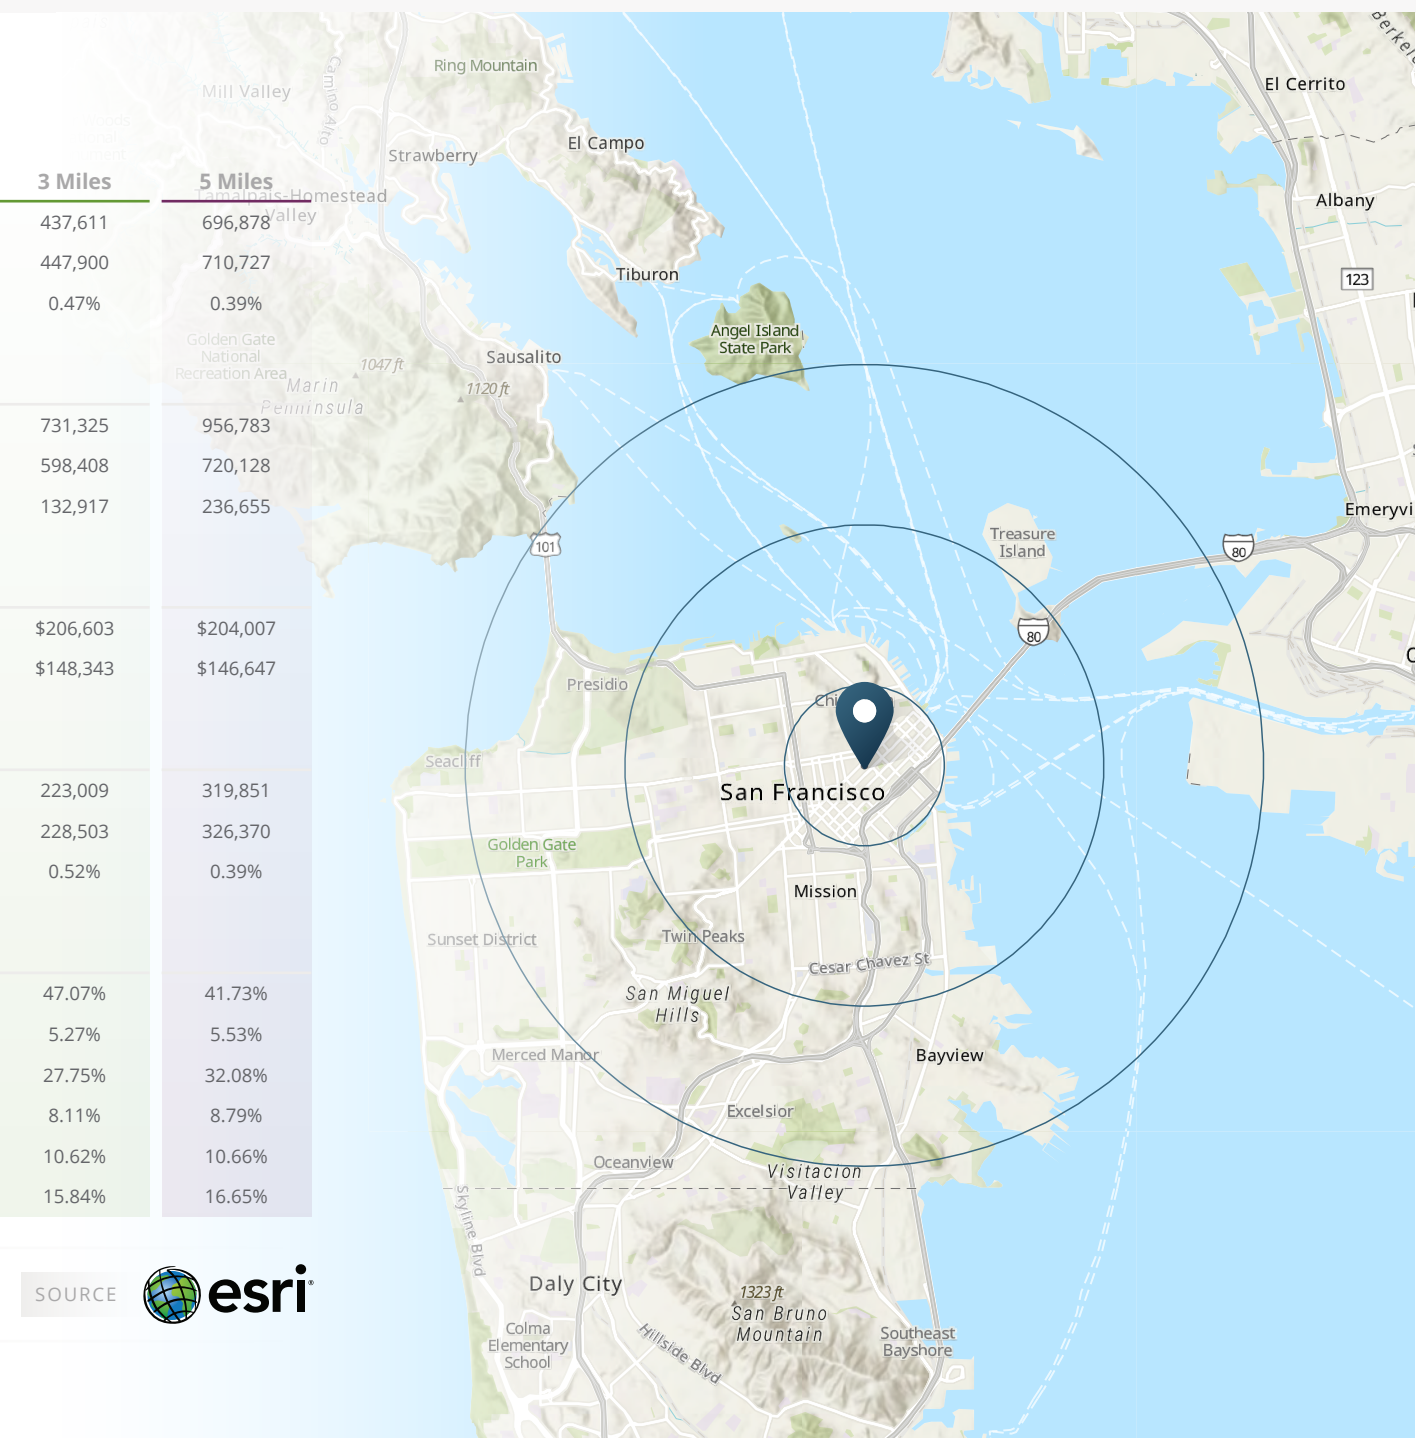 3 Miles 5 Miles
437,611 696,878
447,900 710,727
0.47% 0.39%
731,325 956,783
598,408 720,128
132,917 236,655
$206,603 $204,007
$148,343 $146,647
223,009 319,851
228,503 326,370
0.52% 0.39%
47.07% 41.73%
5.27% 5.53%
27.75% 32.08%
8.11% 8.79%
10.62% 10.66%
15.84% 16.65%
SOURCE
esri
Ring Mountain
Mill Valley
Camino Alto
El Cerrito
El Campo
Strawberry
Tamalpais-Homestead
Valley
Albany
Tiburon
123
Angel Island
State Park
Golden Gate
National
Recreation Area
Sausalito
1047 ft
1120 ft
Marin
Peninsula
Treasure
Island
101
80
80
Presidio
Seacliff
San Francisco
Golden Gate
Park
Mission
Sunset District
Twin Peaks
Cesar Chavez St
San Miguel
Hills
Merced Manor
Bayview
Excelsior
Oceanview
Visitacion
Valley
Skyline Blvd
Daly City
1323 ft
San Bruno
Mountain
Colma
Elementary
School
Hillside Blvd
Southeast
Bayshore